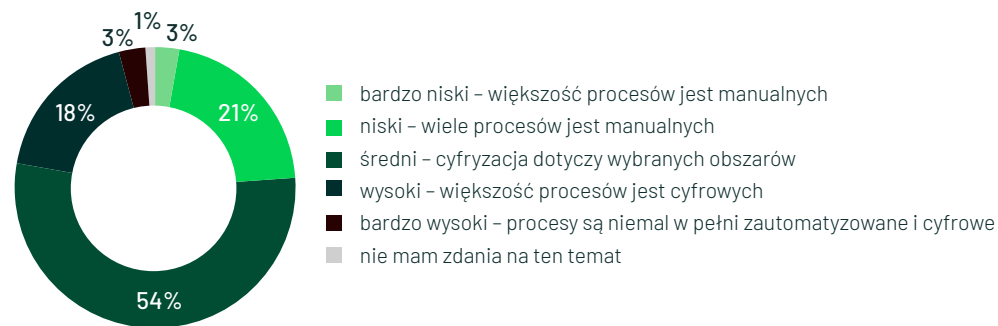 1%
3% 3%
18% 21%
54%
bardzo niski – większość procesów jest manualnych
niski – wiele procesów jest manualnych
średni – cyfryzacja dotyczy wybranych obszarów
wysoki – większość procesów jest cyfrowych
bardzo wysoki – procesy są niemal w pełni zautomatyzowane i cyfrowe
nie mam zdania na ten temat